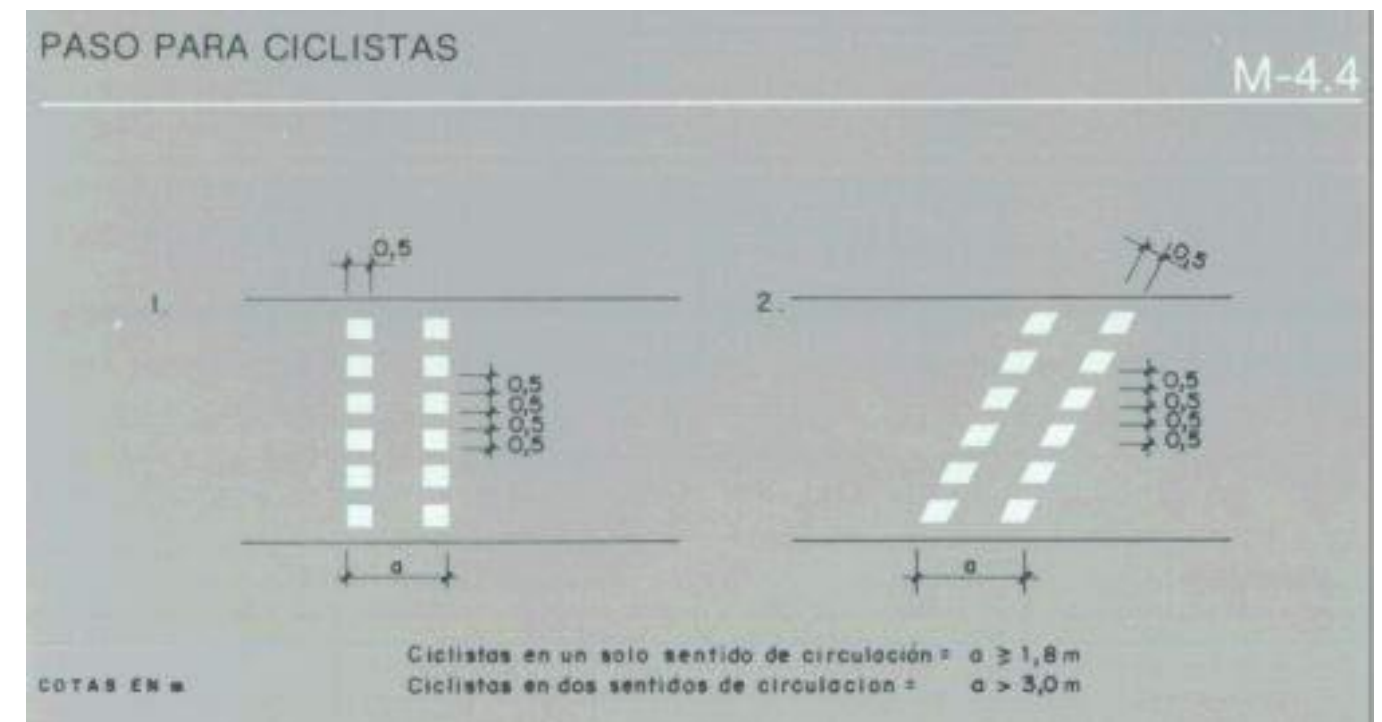 PASO PARA CICLISTAS
M-4.4
0,5
0,5
1.
2.
0,5
0,5
0,5
0,5
0,5
0,5
0,5
0,5
a
a
Ciclistas en un solo sentido de circulación = a ≥ 1,8 m
Ciclistas en dos sentidos de circulacion = a > 3,0 m
COTAS EN m